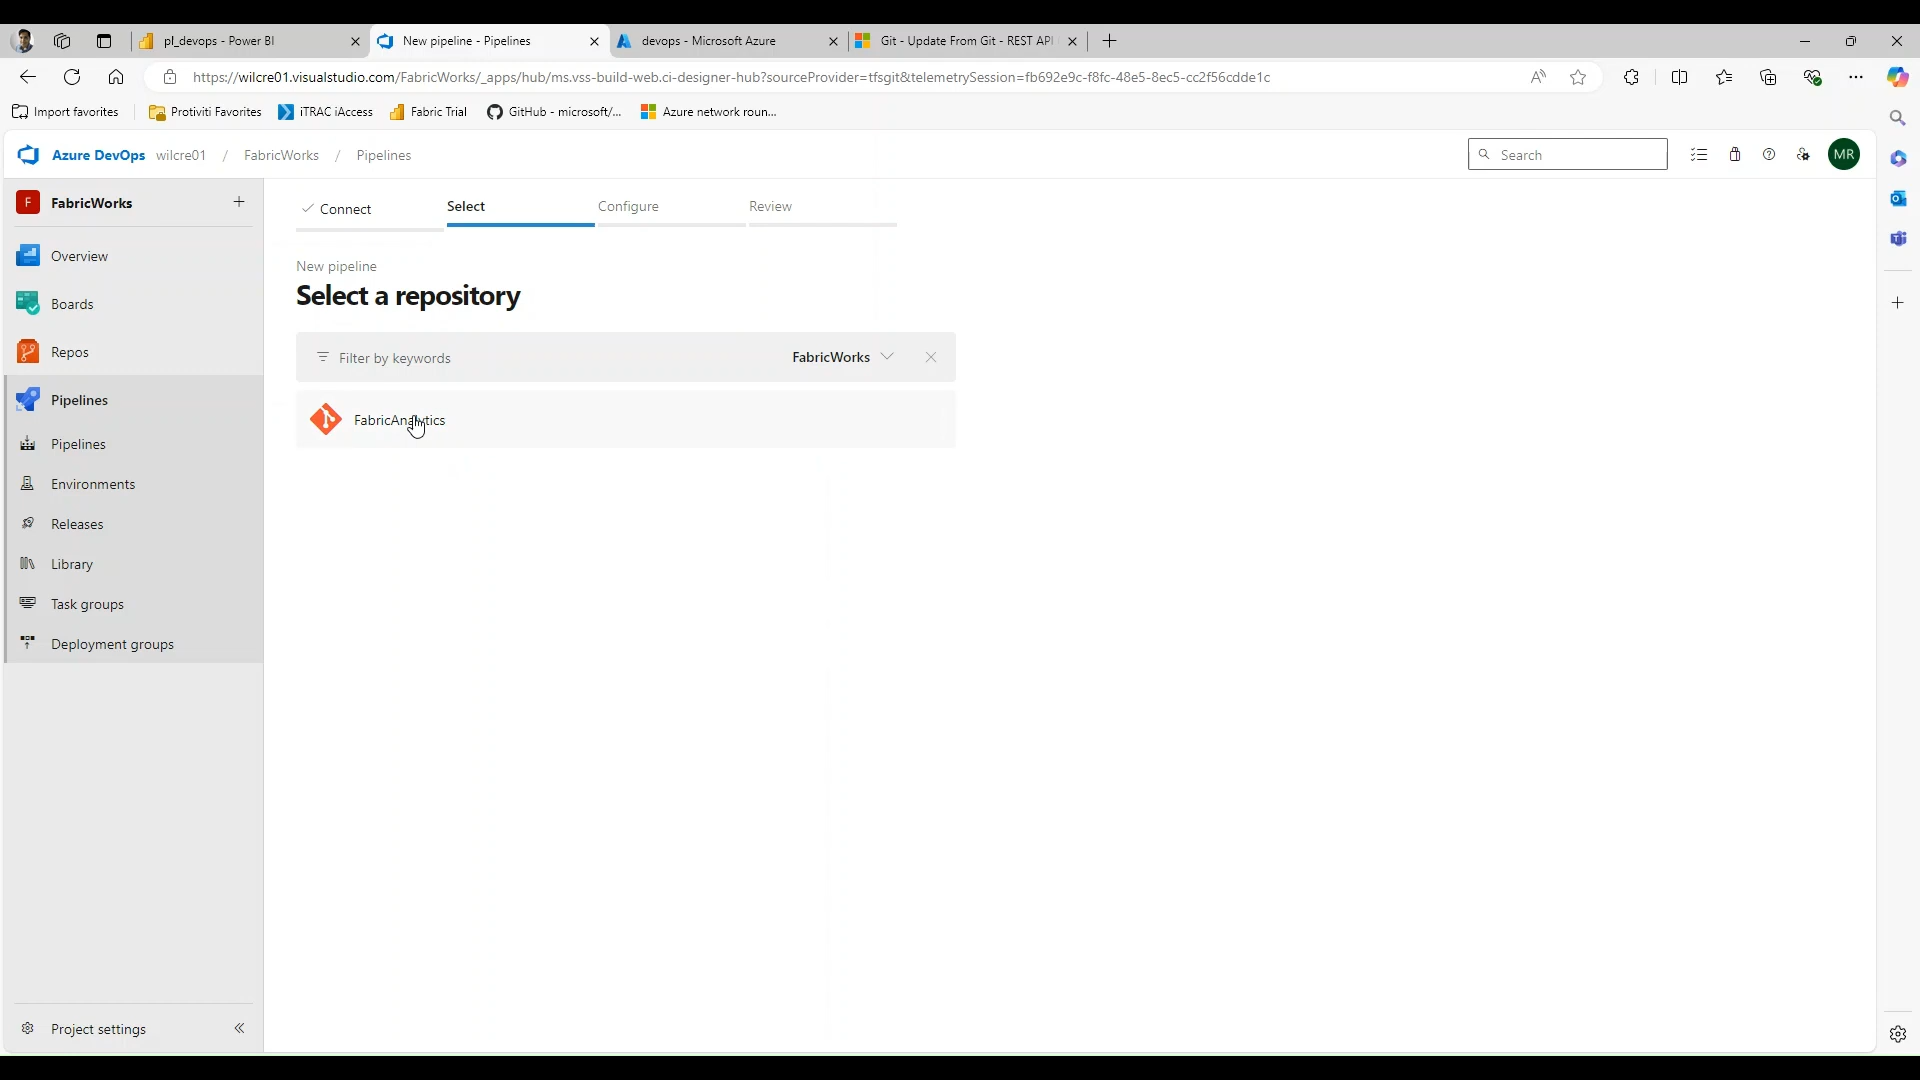 pl_devops - Power BI
New pipeline - Pipelines
devops - Microsoft Azure
Git - Update From Git - REST API
https://wilcre01.visualstudio.com/FabricWorks/_apps/hub/ms.vss-build-web.ci-designer-hub?sourceProvider=tfsgit&telemetrySession=fb692e9c-f8fc-48e5-8ec5-cc2f56cdde1c
Import favorites
Protiviti Favorites
iTRAC iAccess
Fabric Trial
GitHub - microsoft/...
Azure network roun...
Azure DevOps wilcre01 / FabricWorks / Pipelines
Search
MR
F FabricWorks
Overview
Boards
Repos
Pipelines
Pipelines
Environments
Releases
Library
Task groups
Deployment groups
Project settings
Connect
Select
Configure
Review
New pipeline
Select a repository
Filter by keywords
FabricWorks
FabricAnalytics